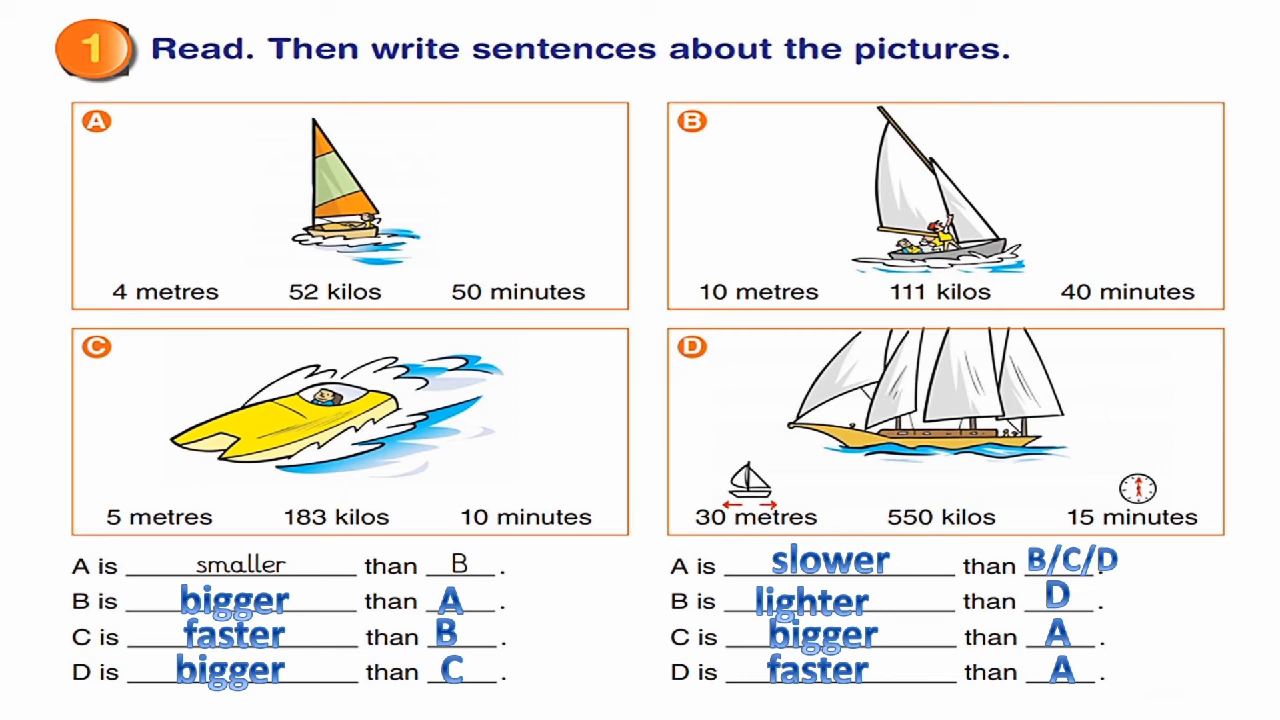 1 Read. Then write sentences about the pictures.
A
4 metres 52 kilos 50 minutes
B
10 metres 111 kilos 40 minutes
C
5 metres 183 kilos 10 minutes
D
30 metres 550 kilos 15 minutes
A is smaller than B.
B is bigger than A.
C is faster than B.
D is bigger than C.
A is slower than B/C/D.
B is lighter than D.
C is bigger than A.
D is faster than A.